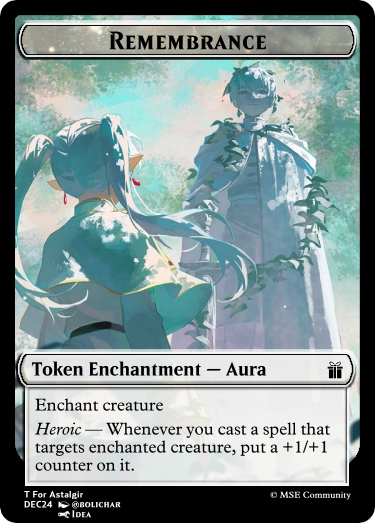 REMEMBRANCE
Token Enchantment — Aura
Enchant creature
Heroic — Whenever you cast a spell that
targets enchanted creature, put a +1/+1
counter on it.
T For Astalgir
DEC24 @BOLICHAR
IDEA
© MSE Community